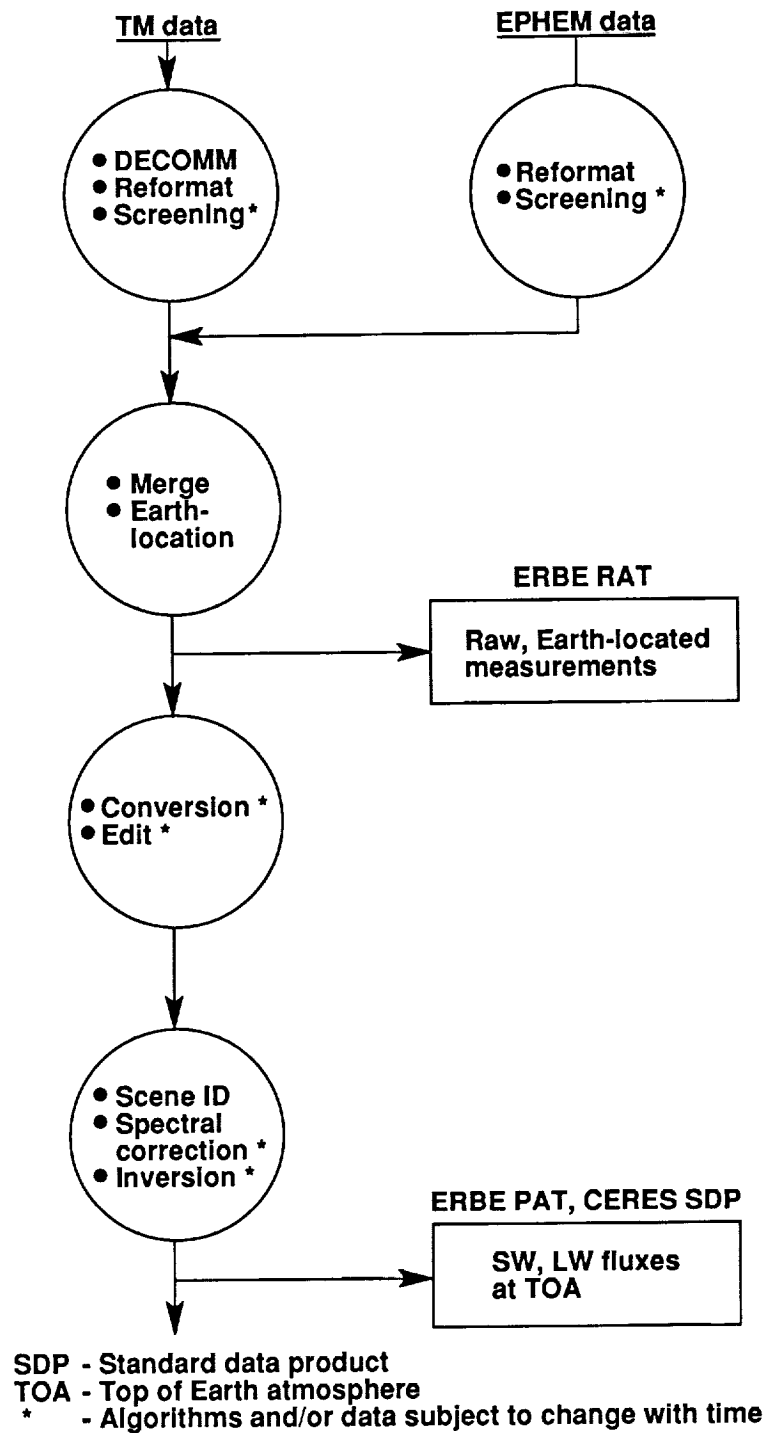 TM data
EPHEM data
● DECOMM
● Reformat
● Screening*
● Reformat
● Screening *
● Merge
● Earth-
location
ERBE RAT
Raw, Earth-located
measurements
● Conversion *
● Edit *
● Scene ID
● Spectral
correction *
● Inversion *
ERBE PAT, CERES SDP
SW, LW fluxes
at TOA
SDP - Standard data product
TOA - Top of Earth atmosphere
* - Algorithms and/or data subject to change with time